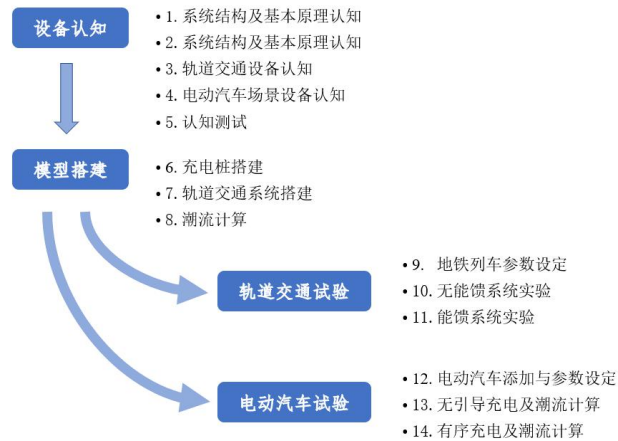 设备认知
• 1. 系统结构及基本原理认知
• 2. 系统结构及基本原理认知
• 3. 轨道交通设备认知
• 4. 电动汽车场景设备认知
• 5. 认知测试
模型搭建
• 6. 充电桩搭建
• 7. 轨道交通系统搭建
• 8. 潮流计算
轨道交通试验
• 9. 地铁列车参数设定
• 10. 无能馈系统实验
• 11. 能馈系统实验
电动汽车试验
• 12. 电动汽车添加与参数设定
• 13. 无引导充电及潮流计算
• 14. 有序充电及潮流计算